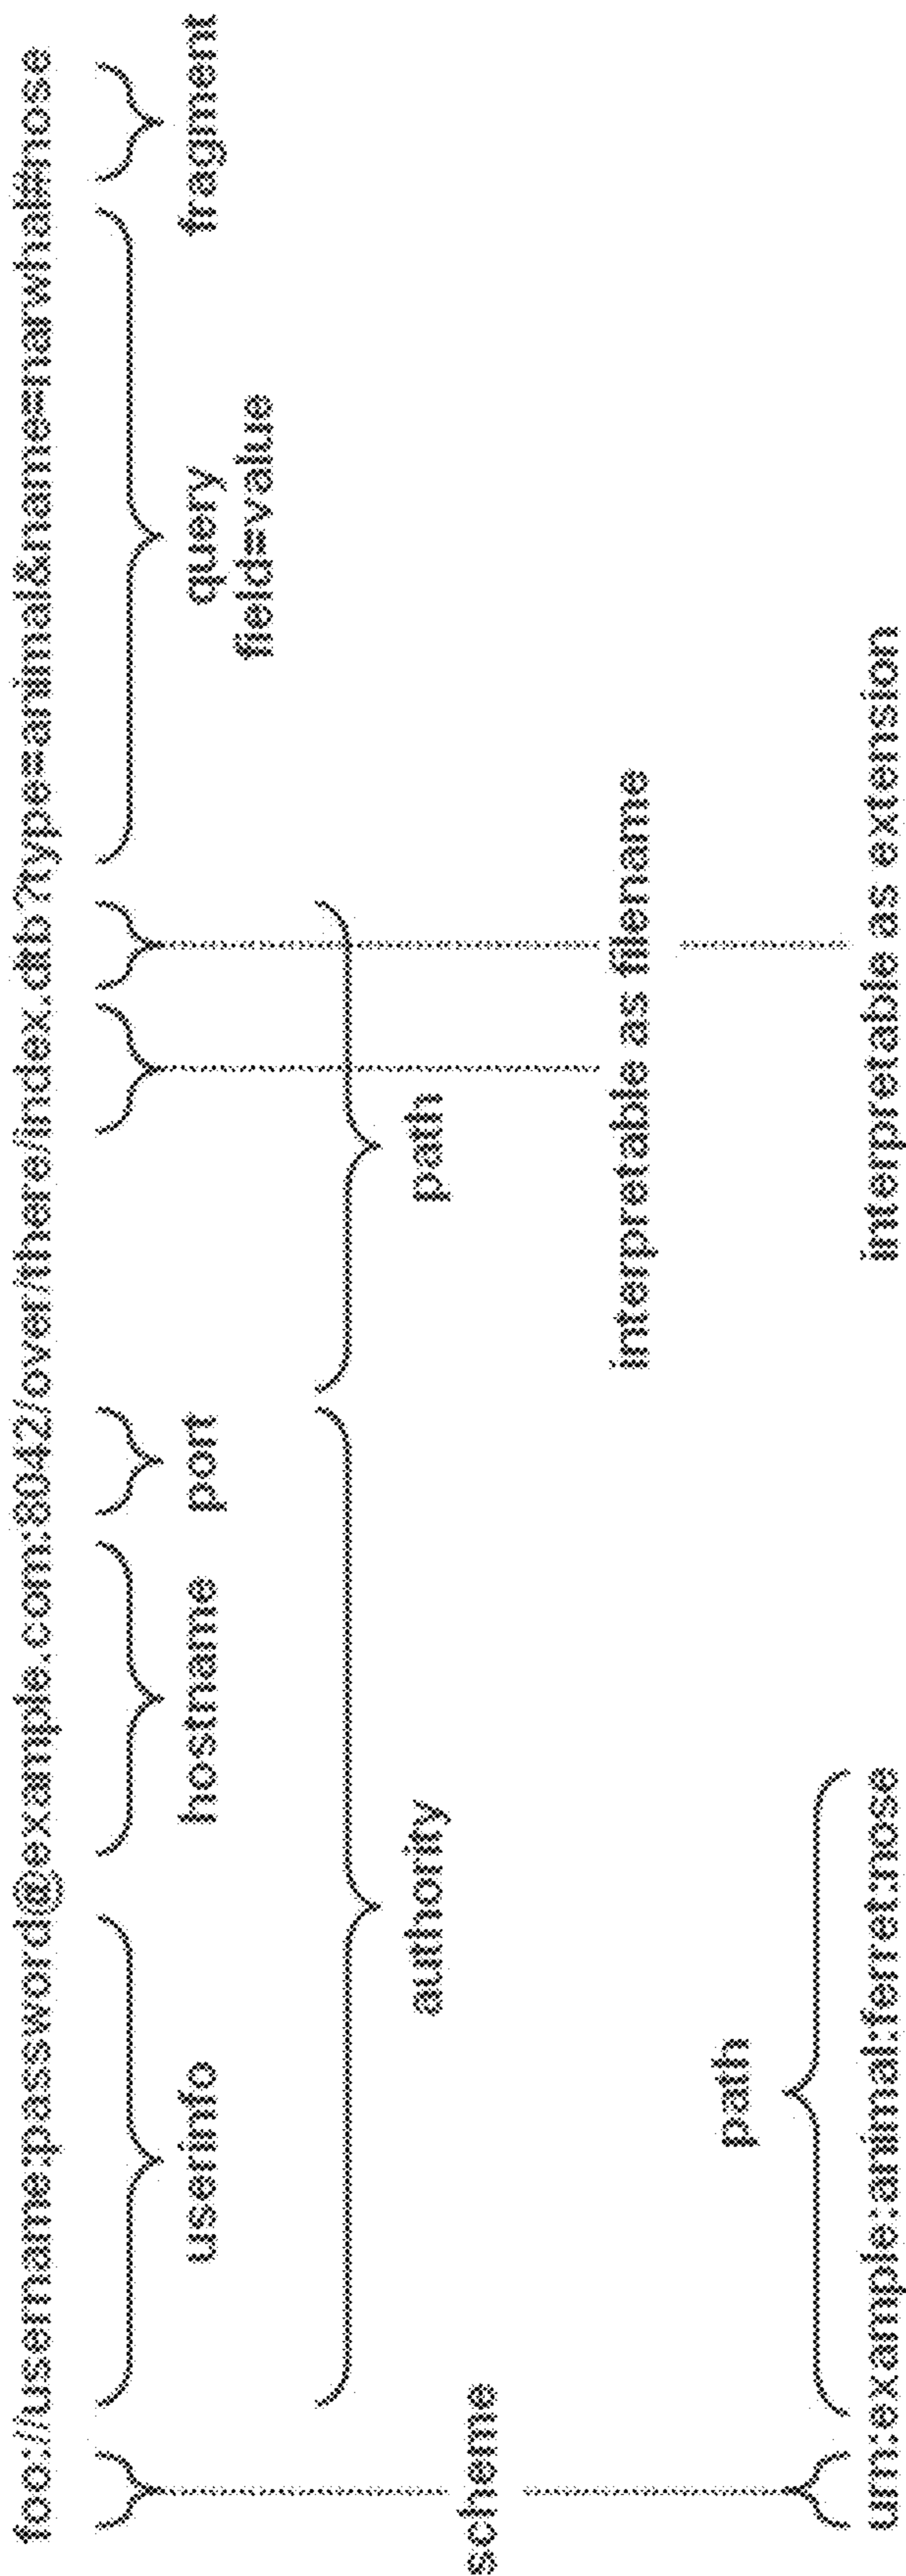 foo://username:password@example.com:8042/over/there/index.dtb?type=animal&name=narwhal#nose
userinfo hostname port query fragment
field=value
authority path
scheme
interpretable as filename
path
interpretable as extension
urn:example:animal:ferret:nose